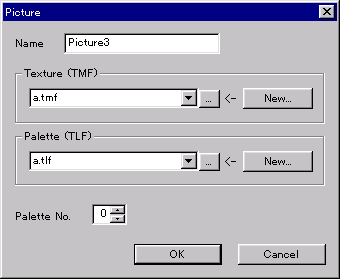 Picture
Name Picture3
Texture (TMF)
a.tmf ... <- New...
Palette (TLF)
a.tlf ... <- New...
Palette No. 0
OK Cancel